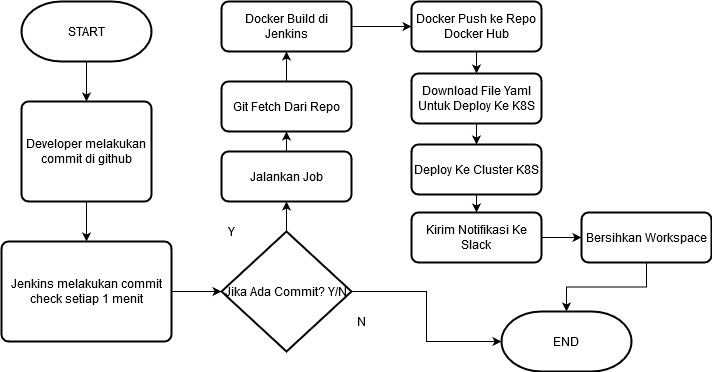 START
Developer melakukan
commit di github
Jenkins melakukan commit
check setiap 1 menit
Jika Ada Commit? Y/N
Y
N
Jalankan Job
Git Fetch Dari Repo
Docker Build di
Jenkins
Docker Push ke Repo
Docker Hub
Download File Yaml
Untuk Deploy Ke K8S
Deploy Ke Cluster K8S
Kirim Notifikasi Ke
Slack
Bersihkan Workspace
END